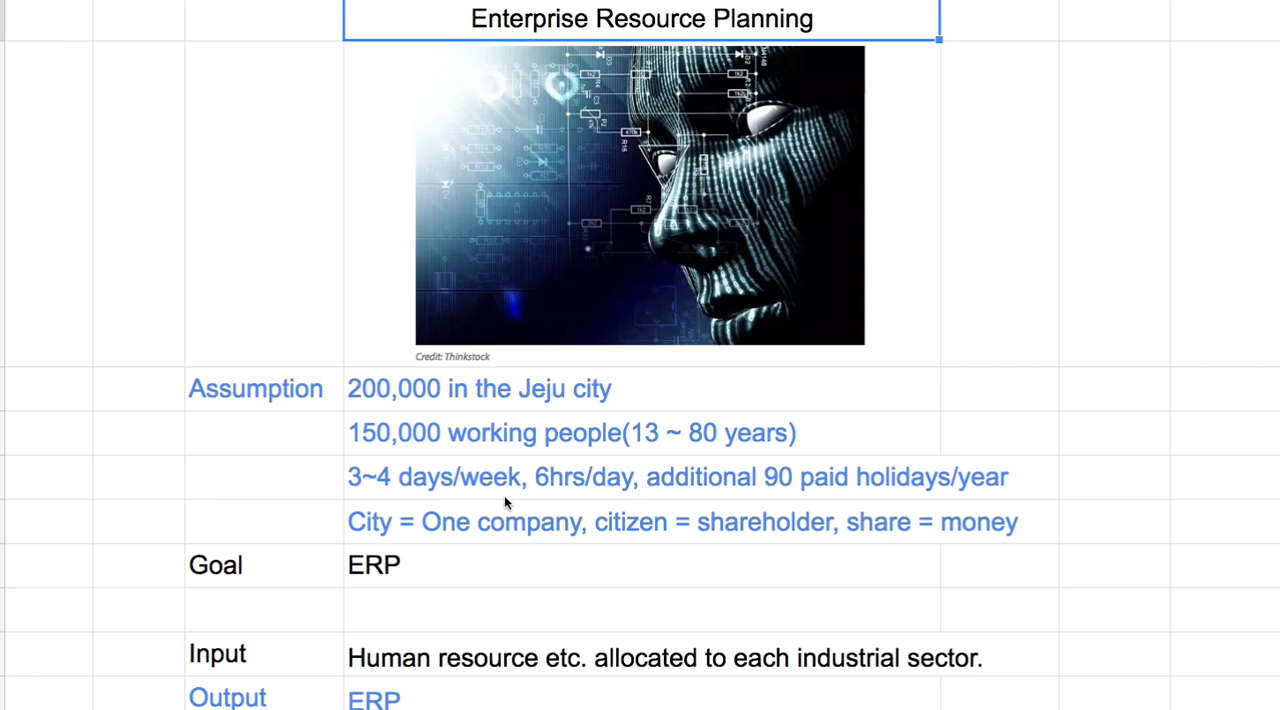 Enterprise Resource Planning
Credit: Thinkstock
Assumption 200,000 in the Jeju city
150,000 working people(13 ~ 80 years)
3~4 days/week, 6hrs/day, additional 90 paid holidays/year
City = One company, citizen = shareholder, share = money
Goal ERP
Input Human resource etc. allocated to each industrial sector.
Output ERP